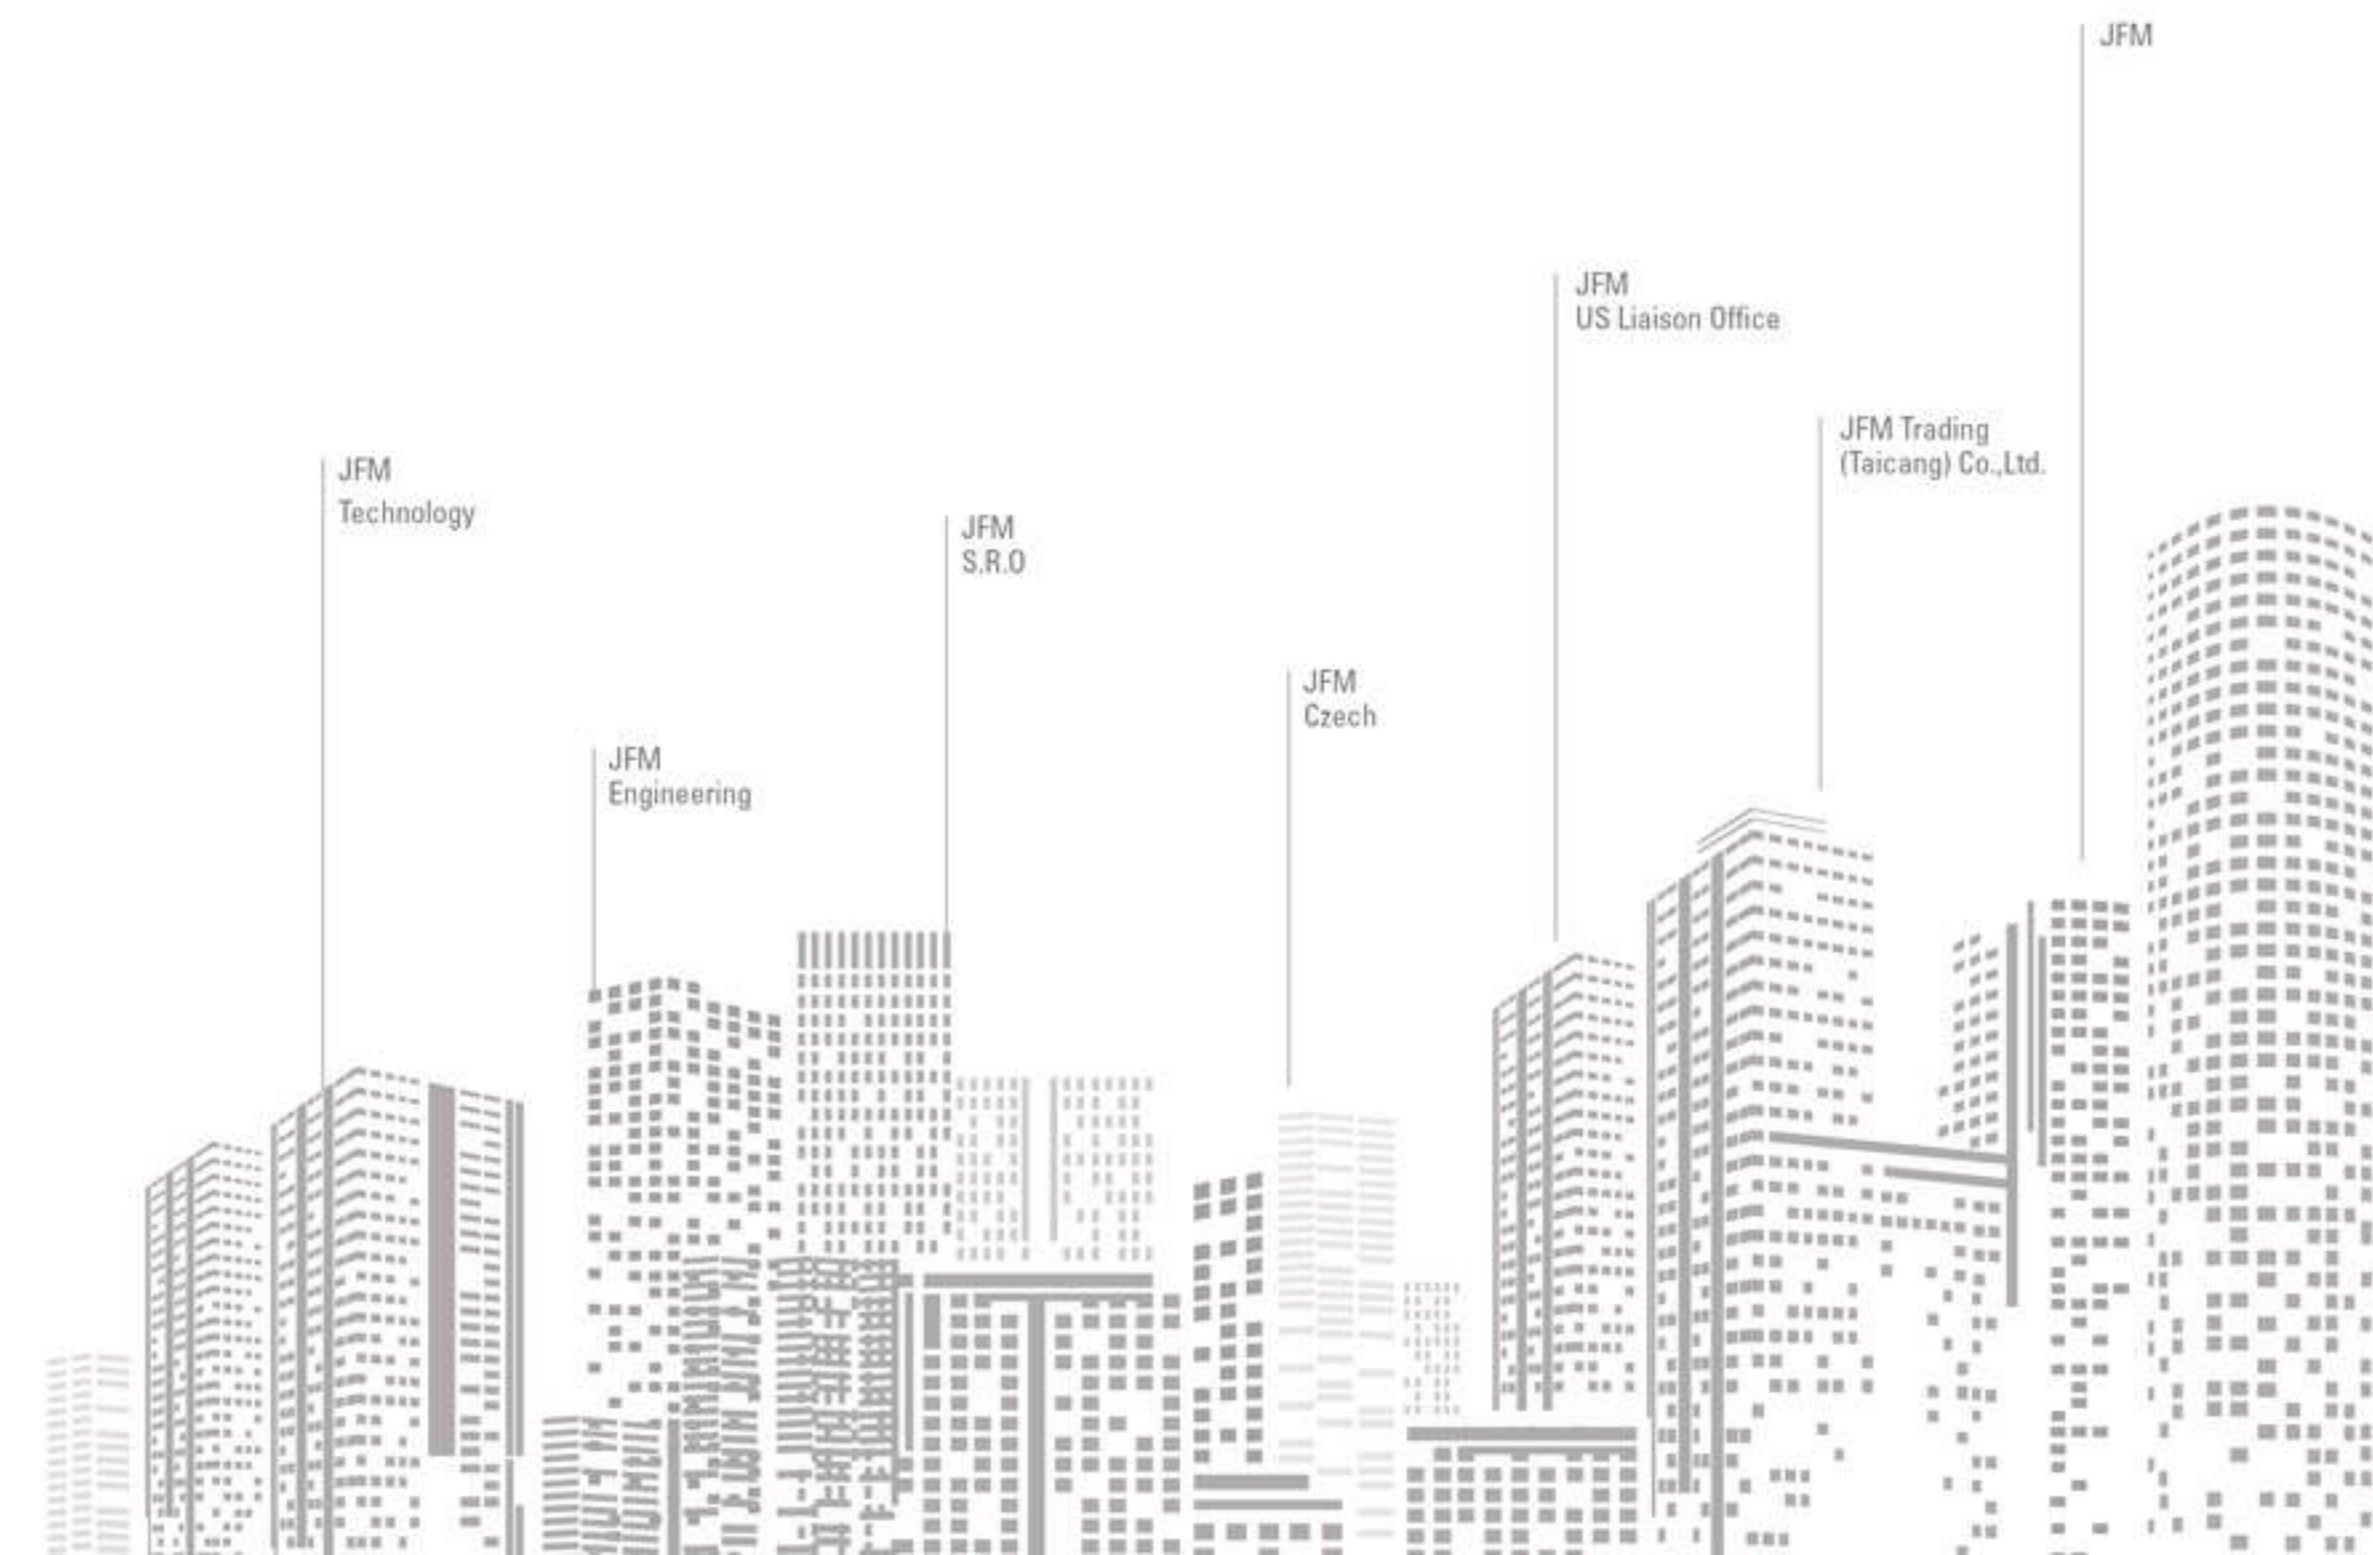 JFM
JFM
US Liaison Office
JFM Trading
(Taicang) Co.,Ltd.
JFM
Technology
JFM
S.R.O
JFM
Czech
JFM
Engineering